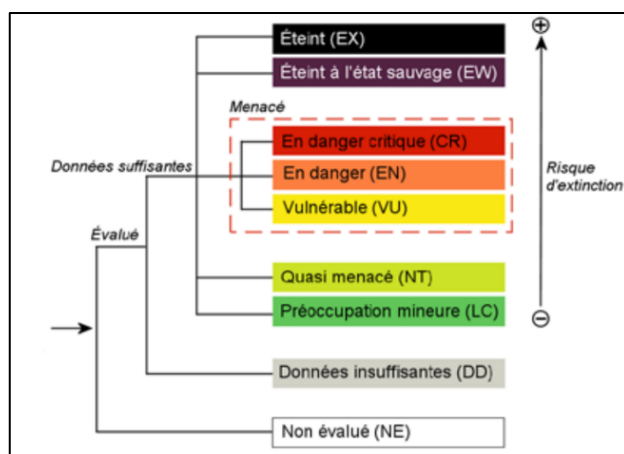 Éteint (EX)
Éteint à l'état sauvage (EW)
Menacé
En danger critique (CR)
Données suffisantes
En danger (EN)
Risque
d'extinction
Vulnérable (VU)
Évalué
Quasi menacé (NT)
Préoccupation mineure (LC)
Données insuffisantes (DD)
Non évalué (NE)